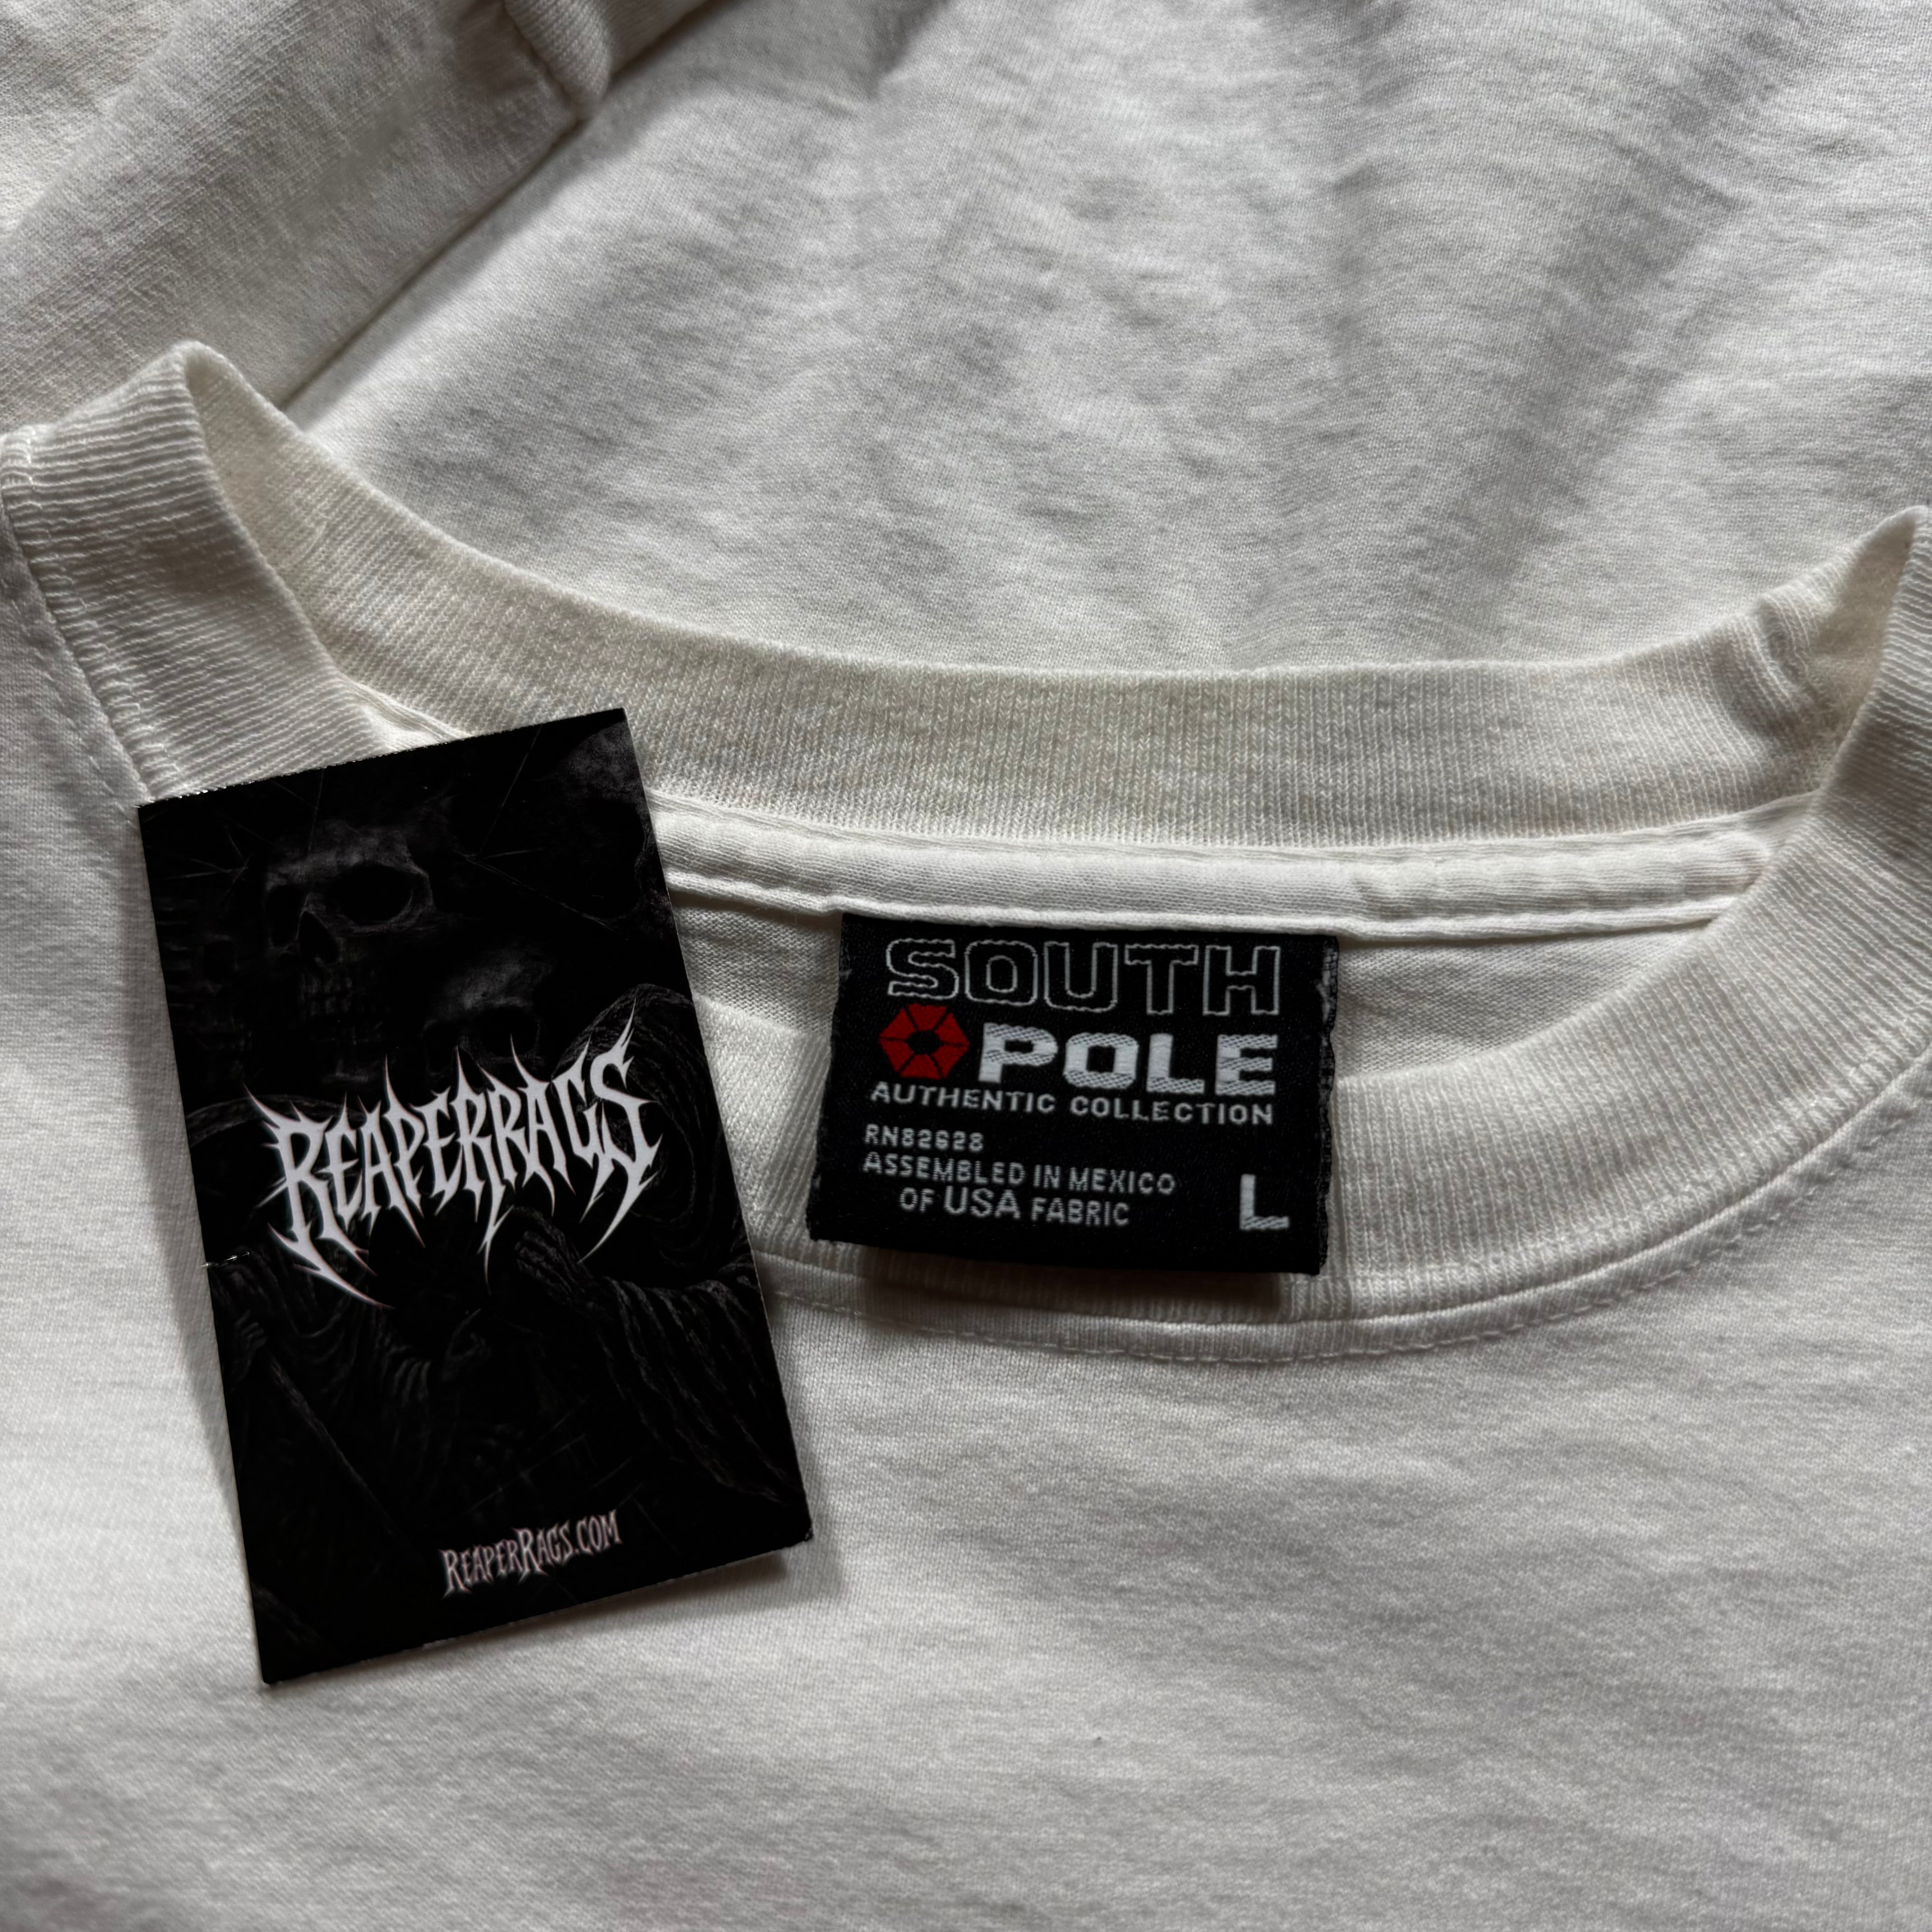 REAPERRAGS
REAPERRAGS.COM
SOUTH
POLE
AUTHENTIC COLLECTION
RN82628
ASSEMBLED IN MEXICO
OF USA FABRIC
L